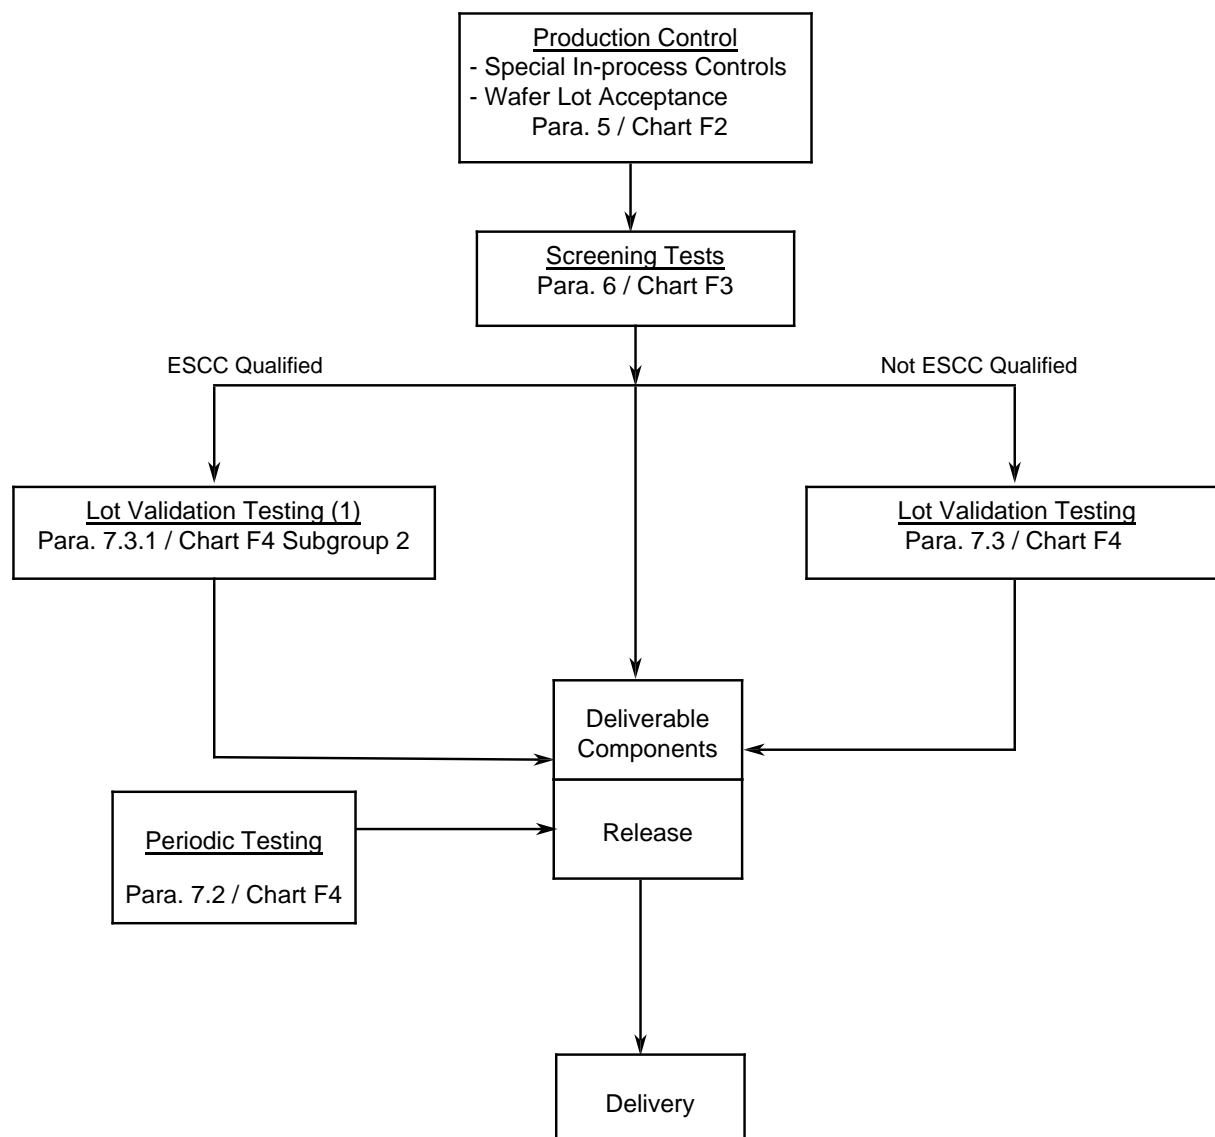 Production Control
- Special In-process Controls
- Wafer Lot Acceptance
Para. 5 / Chart F2
Screening Tests
Para. 6 / Chart F3
ESCC Qualified
Not ESCC Qualified
Lot Validation Testing (1)
Para. 7.3.1 / Chart F4 Subgroup 2
Lot Validation Testing
Para. 7.3 / Chart F4
Deliverable
Components
Periodic Testing
Para. 7.2 / Chart F4
Release
Delivery